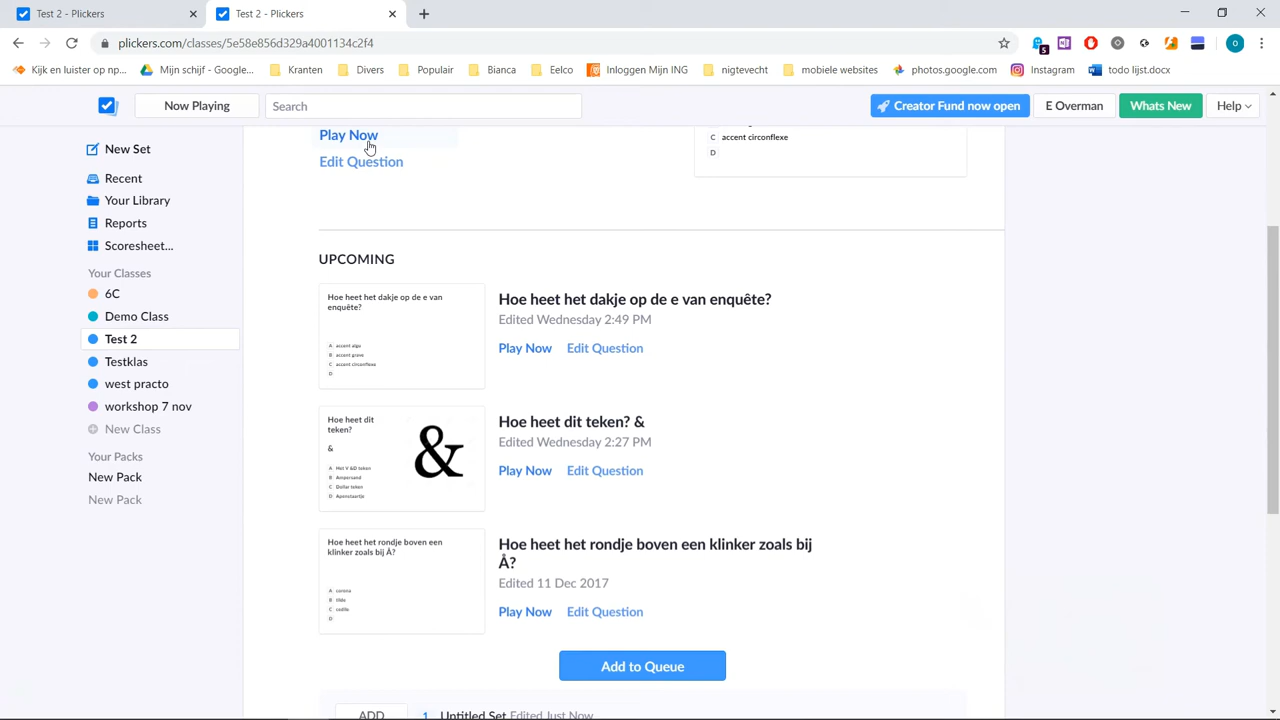 Test 2 - Plickers
Test 2 - Plickers
plickers.com/classes/5e58e856d329a4001134c2f4
Kijk en luister op np...
Mijn schijf - Google...
Kranten
Divers
Populair
Bianca
Eelco
Inloggen Mijn ING
nigtevecht
mobiele websites
photos.google.com
Instagram
todo lijst.docx
Now Playing
Search
Creator Fund now open
E Overman
Whats New
Help
New Set
Recent
Your Library
Reports
Scoresheet...
Your Classes
6C
Demo Class
Test 2
Testklas
west practo
workshop 7 nov
New Class
Your Packs
New Pack
New Pack
Play Now
Edit Question
C accent circonflexe
D
UPCOMING
Hoe heet het dakje op de e van
enquête?
A accent aigu
B accent grave
C accent circonflexe
D
Hoe heet het dakje op de e van enquête?
Edited Wednesday 2:49 PM
Play Now Edit Question
Hoe heet dit
teken?
&
A Het V &D teken
B Ampersand
C Dollar teken
D Apenstaartje
&
Hoe heet dit teken? &
Edited Wednesday 2:27 PM
Play Now Edit Question
Hoe heet het rondje boven een
klinker zoals bij Å?
A corona
B tilde
C cedille
D
Hoe heet het rondje boven een klinker zoals bij
Å?
Edited 11 Dec 2017
Play Now Edit Question
Add to Queue
ADD
1 Untitled Set Edited Just Now